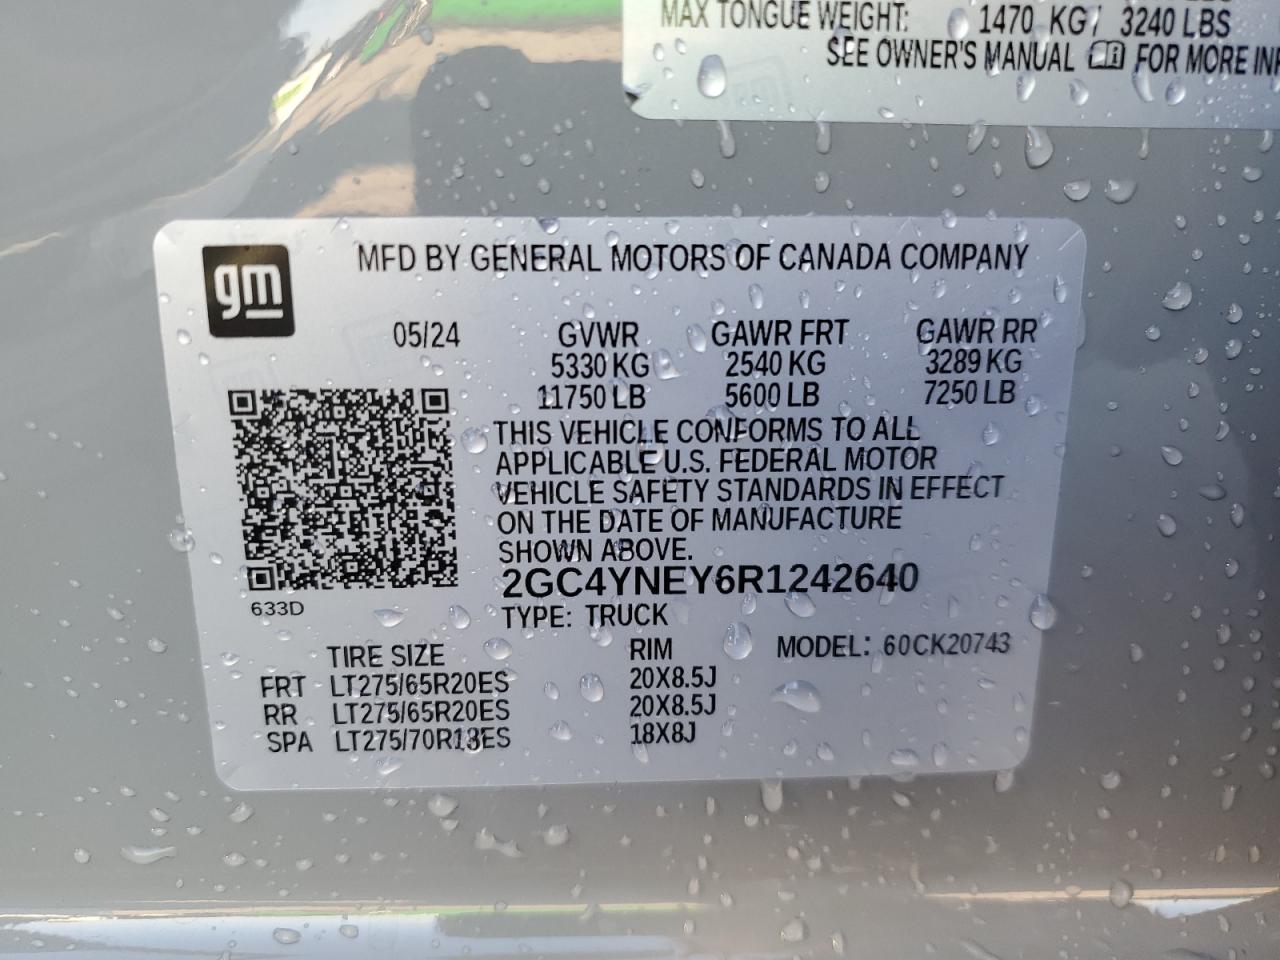 MAX TONGUE WEIGHT: 1470 KG/ 3240 LBS
SEE OWNER'S MANUAL FOR MORE
gm
MFD BY GENERAL MOTORS OF CANADA COMPANY
05/24 GVWR GAWR FRT GAWR RR
5330 KG 2540 KG 3289 KG
11750 LB 5600 LB 7250 LB
THIS VEHICLE CONFORMS TO ALL
APPLICABLE U.S. FEDERAL MOTOR
VEHICLE SAFETY STANDARDS IN EFFECT
ON THE DATE OF MANUFACTURE
SHOWN ABOVE.
2GC4YNEY6R1242640
633D
TYPE: TRUCK
TIRE SIZE RIM MODEL: 60CK20743
FRT LT275/65R20ES 20X8.5J
RR LT275/65R20ES 20X8.5J
SPA LT275/70R18ES 18X8J